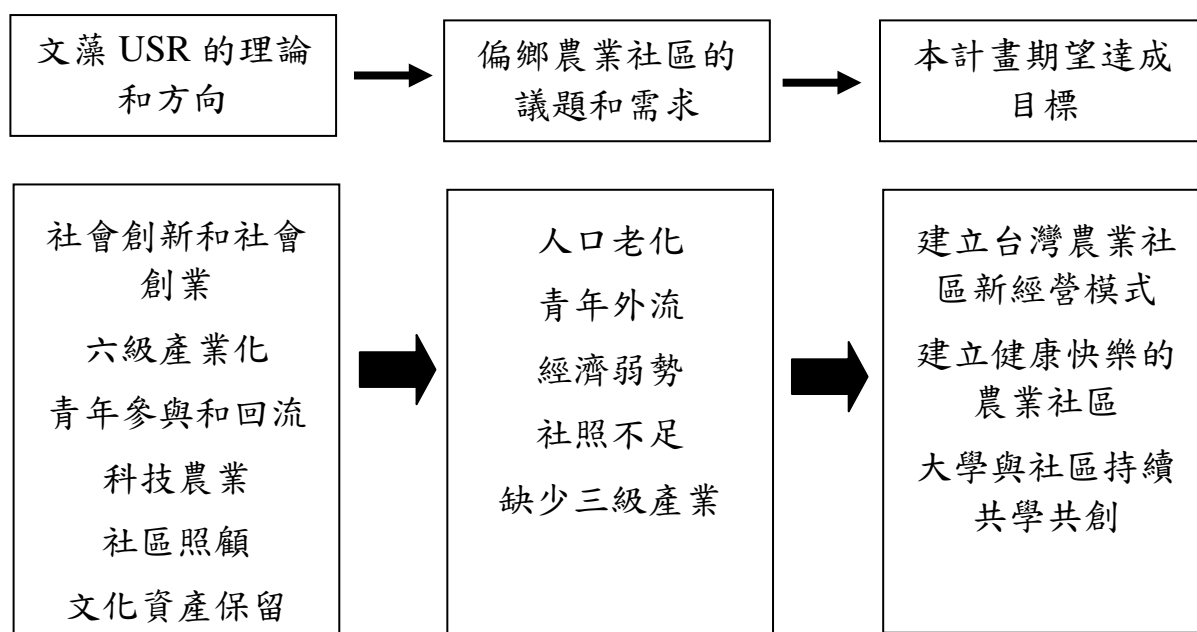 文藻 USR 的理論
和方向
偏鄉農業社區的
議題和需求
本計畫期望達成
目標
社會創新和社會
創業
六級產業化
青年參與和回流
科技農業
社區照顧
文化資產保留
人口老化
青年外流
經濟弱勢
社照不足
缺少三級產業
建立台灣農業社
區新經營模式
建立健康快樂的
農業社區
大學與社區持續
共學共創